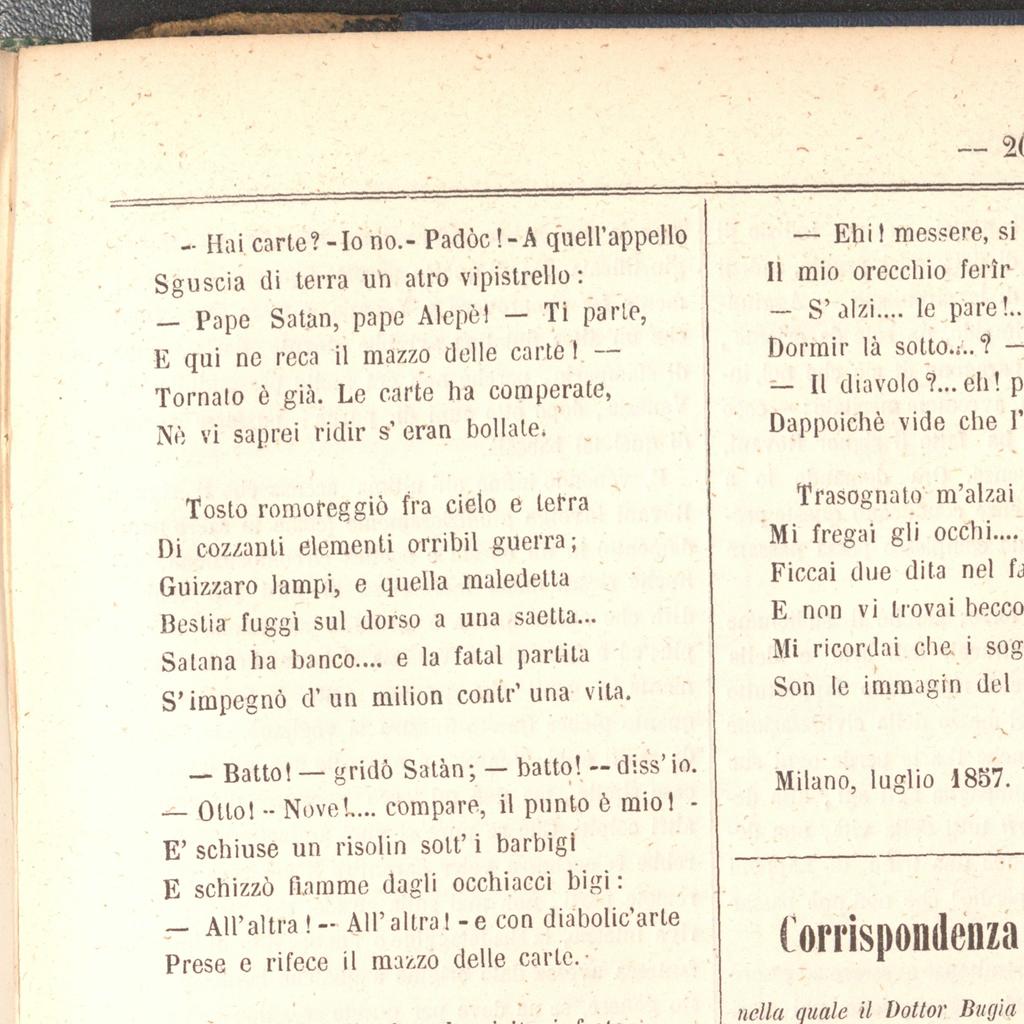 — 20
- Hai carte? - Io no. - Padòc! - A quell'appello
Sguscia di terra un atro vipistrello:
— Pape Satàn, pape Alepè! — Ti parte,
E qui ne reca il mazzo delle carte! —
Tornato è già. Le carte ha comperate,
Nè vi saprei ridir s' eran bollate.
Tosto romoreggiò fra cielo e terra
Di cozzanti elementi orribil guerra;
Guizzaro lampi, e quella maledetta
Bestia fuggì sul dorso a una saetta...
Satana ha banco.... e la fatal partita
S' impegnò d' un milion contr' una vita.
— Batto! — gridò Satàn; — batto! -- diss' io.
— Otto! -- Nove!.... compare, il punto è mio! -
E' schiuse un risolin sott' i barbigi
E schizzò fiamme dagli occhiacci bigi:
— All' altra! -- All' altra! - e con diabolic' arte
Prese e rifece il mazzo delle carte.
— Ehi! messere, si
Il mio orecchio ferîr
— S' alzi.... le pare!..
Dormir là sotto....? —
— Il diavolo?... eh! p
Dappoichè vide che l'
Trasognato m'alzai
Mi fregai gli occhi....
Ficcai due dita nel
E non vi trovai becco
Mi ricordai che i sog
Son le immagin del
Milano, luglio 1857.
Corrispondenza
nella quale il Dottor Bugia